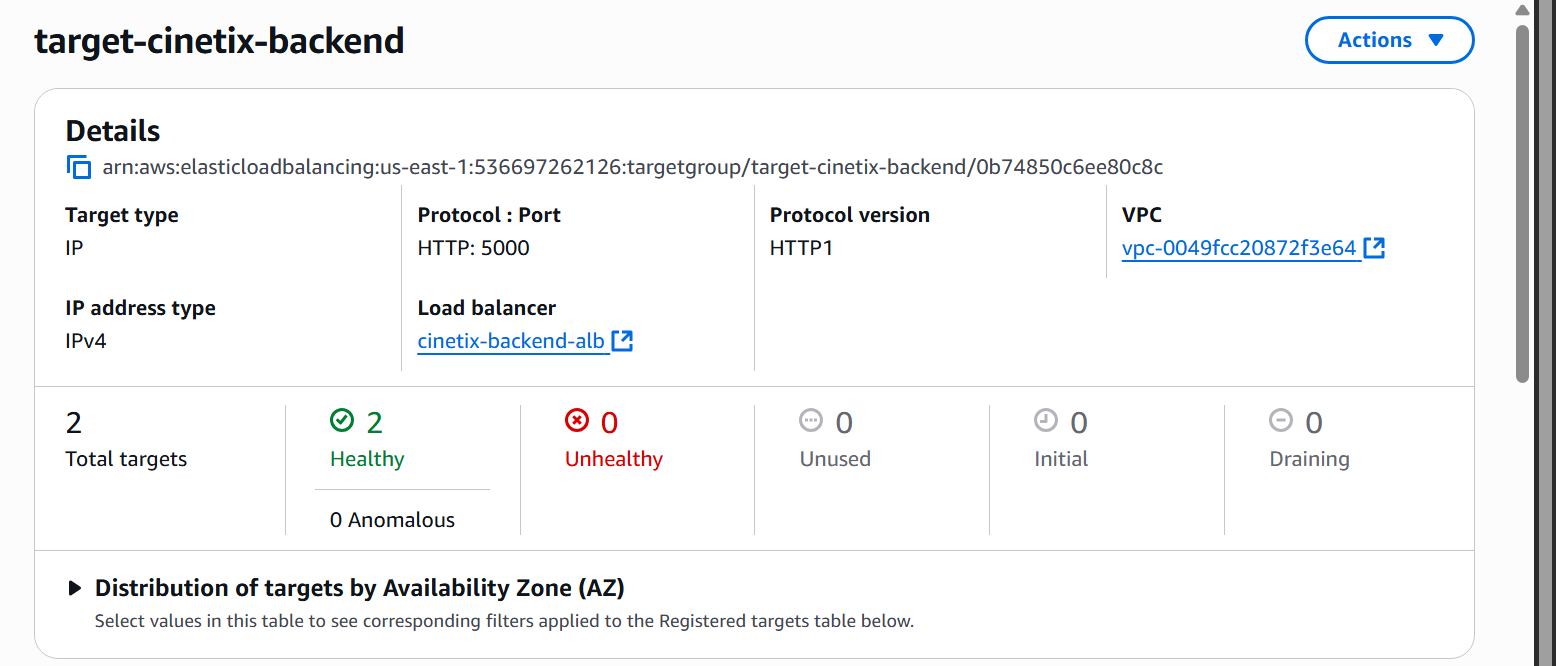 target-cinetix-backend
Actions
Details
arn:aws:elasticloadbalancing:us-east-1:536697262126:targetgroup/target-cinetix-backend/0b74850c6ee80c8c
Target type
IP
Protocol : Port
HTTP: 5000
Protocol version
HTTP1
VPC
vpc-0049fcc20872f3e64
IP address type
IPv4
Load balancer
cinetix-backend-alb
2
Total targets
2
Healthy
0 Anomalous
0
Unhealthy
0
Unused
0
Initial
0
Draining
Distribution of targets by Availability Zone (AZ)
Select values in this table to see corresponding filters applied to the Registered targets table below.